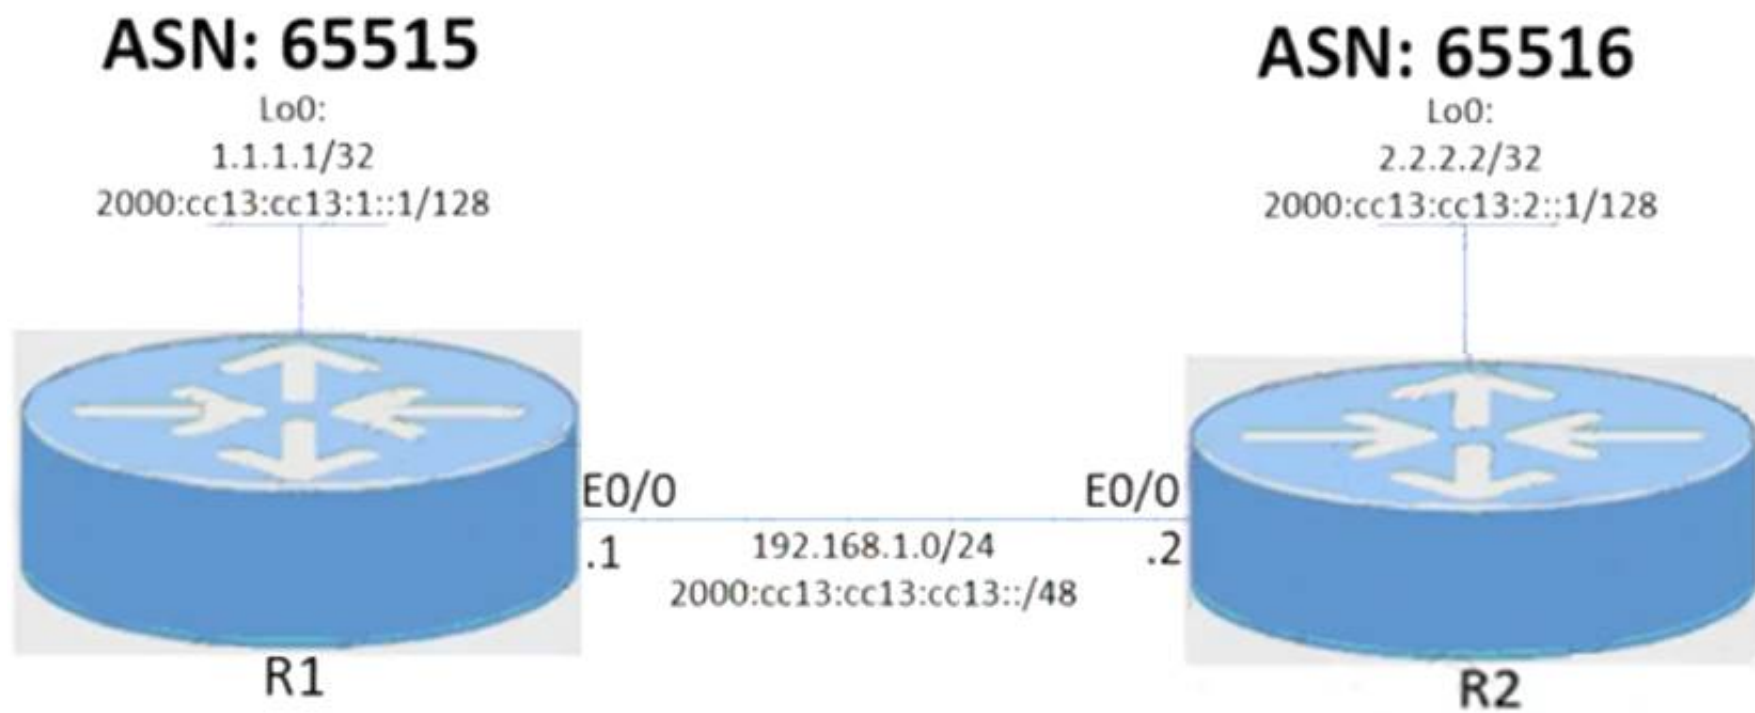 ASN: 65515
Lo0:
1.1.1.1/32
2000:cc13:cc13:1::1/128
ASN: 65516
Lo0:
2.2.2.2/32
2000:cc13:cc13:2::1/128
E0/0
E0/0
.1
192.168.1.0/24
.2
2000:cc13:cc13:cc13::/48
R1
R2